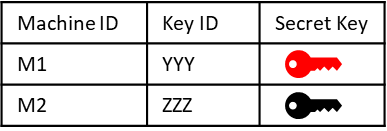 Machine ID Key ID Secret Key
M1 YYY
M2 ZZZ